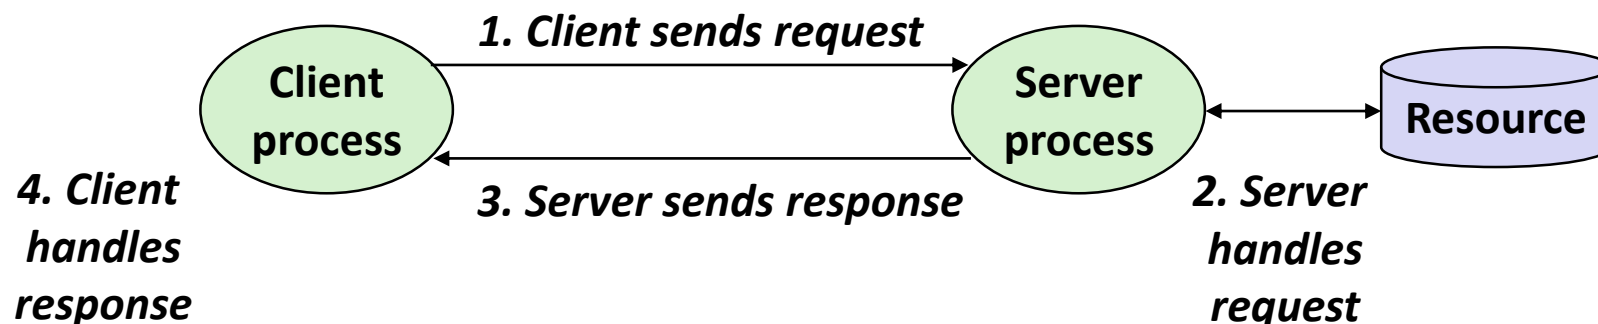 1. Client sends request
Client
process
Server
process
Resource
3. Server sends response
4. Client
handles
response
2. Server
handles
request